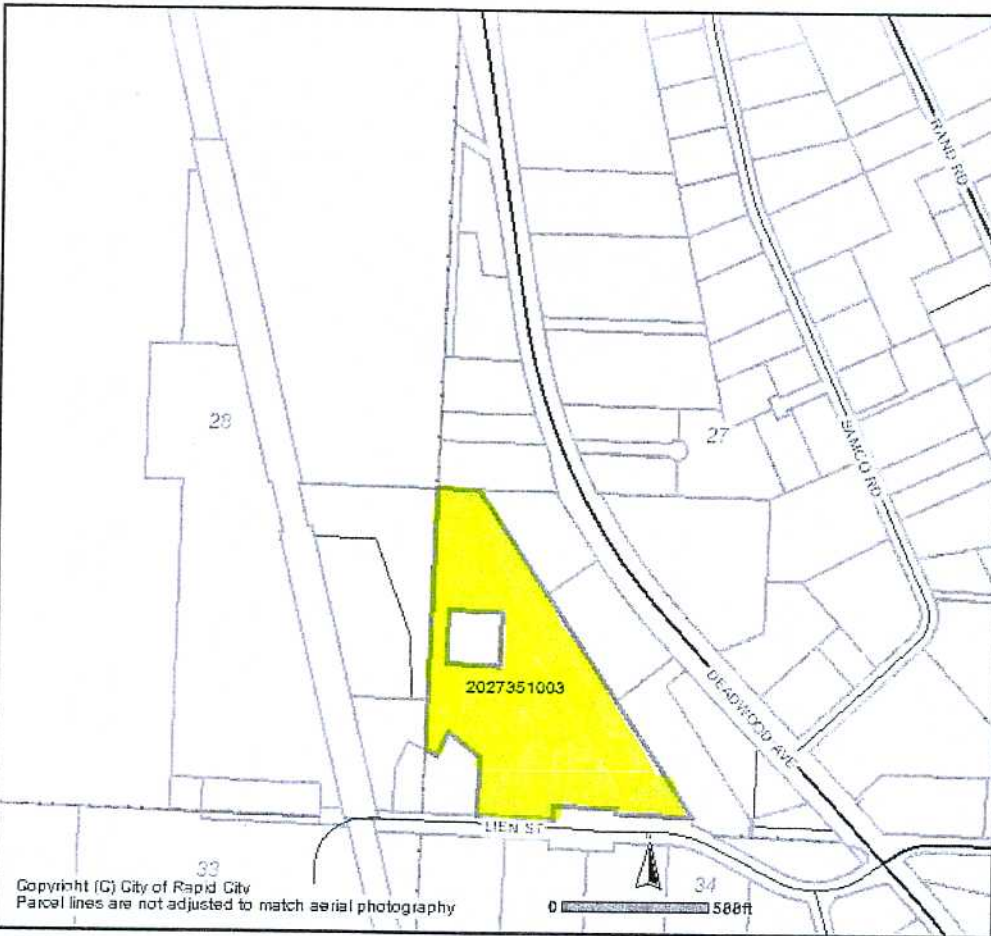 RAND RD
28
27
SAMCO RD
2027351003
DEADWOOD AVE
LIEN ST
33
34
Copyright (C) City of Rapid City
Parcel lines are not adjusted to match aerial photography
0 588ft